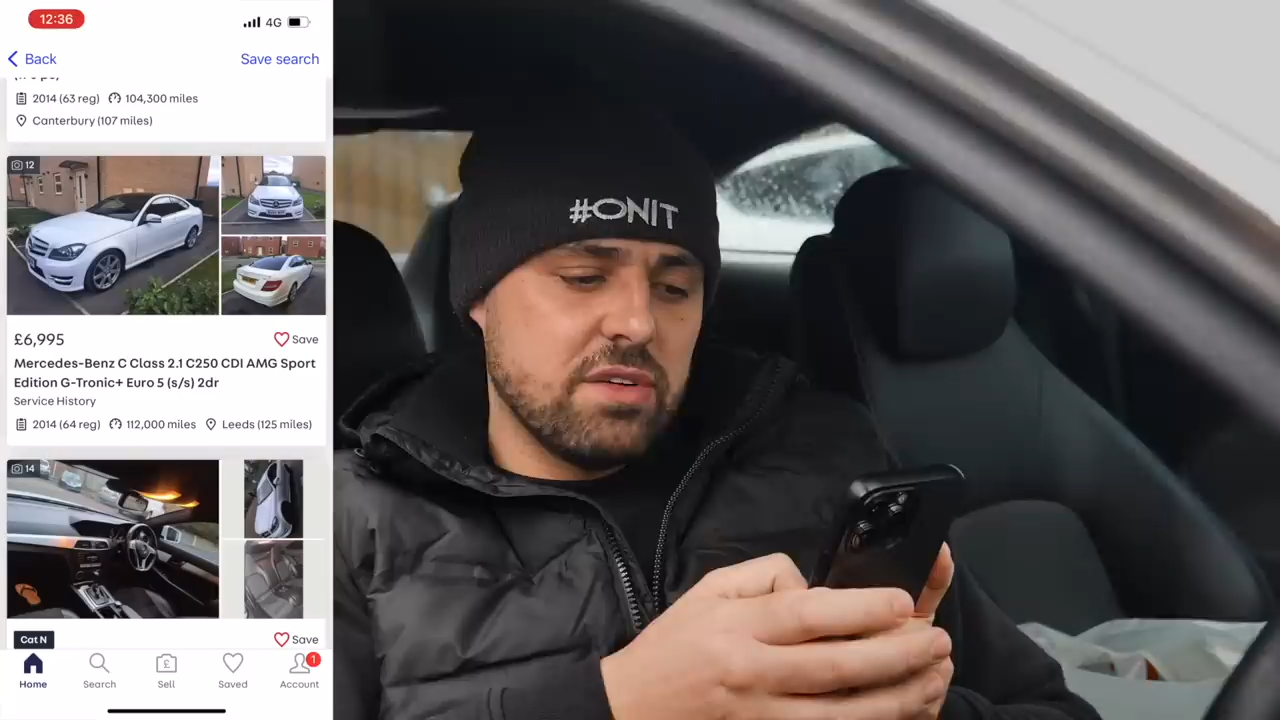 12:36
4G
Back
Save search
2014 (63 reg)
104,300 miles
Canterbury (107 miles)
12
£6,995
Save
Mercedes-Benz C Class 2.1 C250 CDI AMG Sport
Edition G-Tronic+ Euro 5 (s/s) 2dr
Service History
2014 (64 reg)
112,000 miles
Leeds (125 miles)
14
Cat N
Save
Home
Search
£
Sell
Saved
1
Account
#ONIT